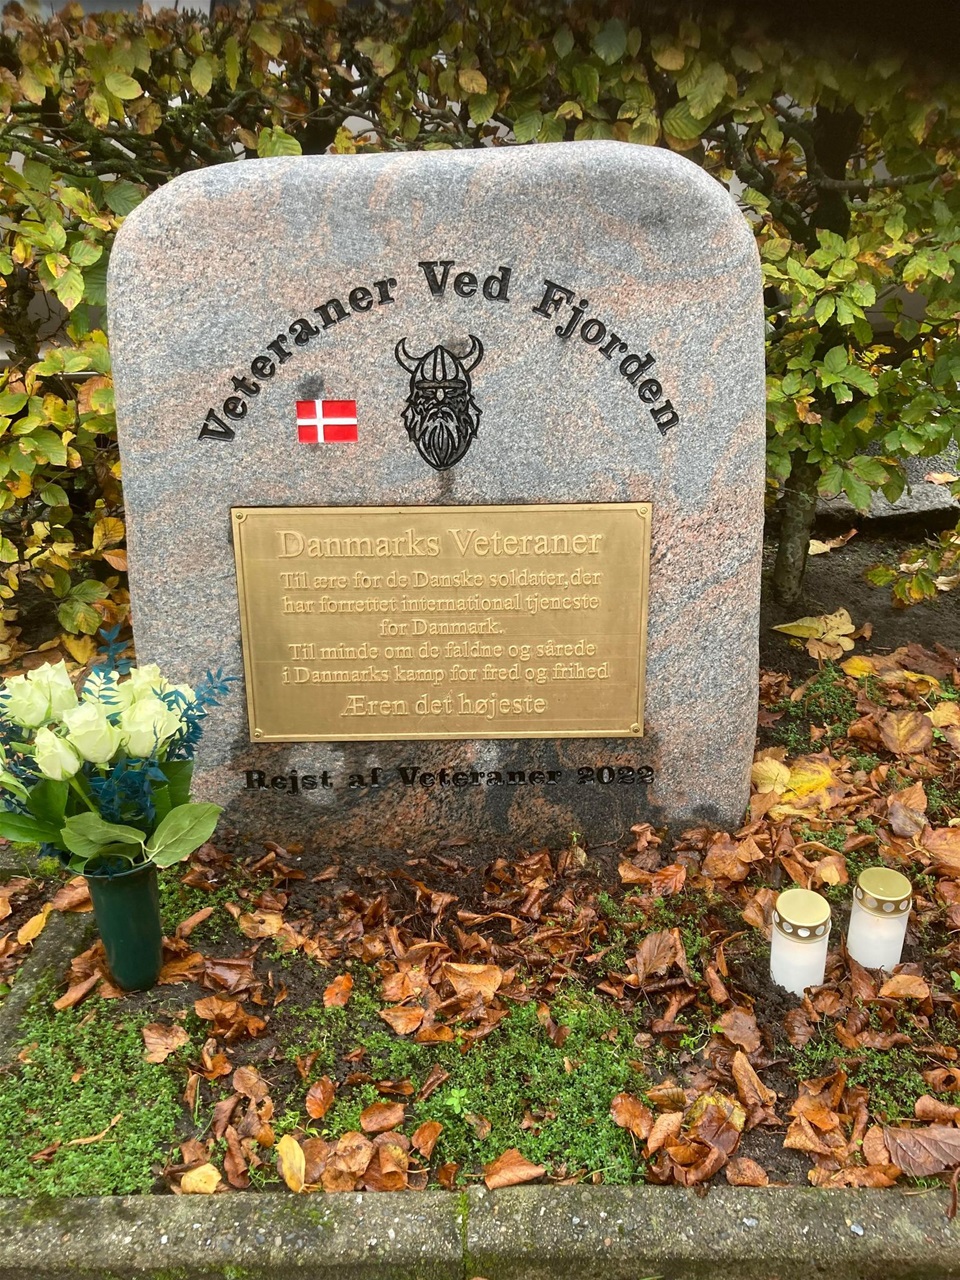 Veteraner Ved Fjorden
Danmarks Veteraner
Til ære for de Danske soldater, der
har forrettet international tjeneste
for Danmark.
Til minde om de faldne og sårede
i Danmarks kamp for fred og frihed
Æren det højeste
Rejst af Veteraner 2022